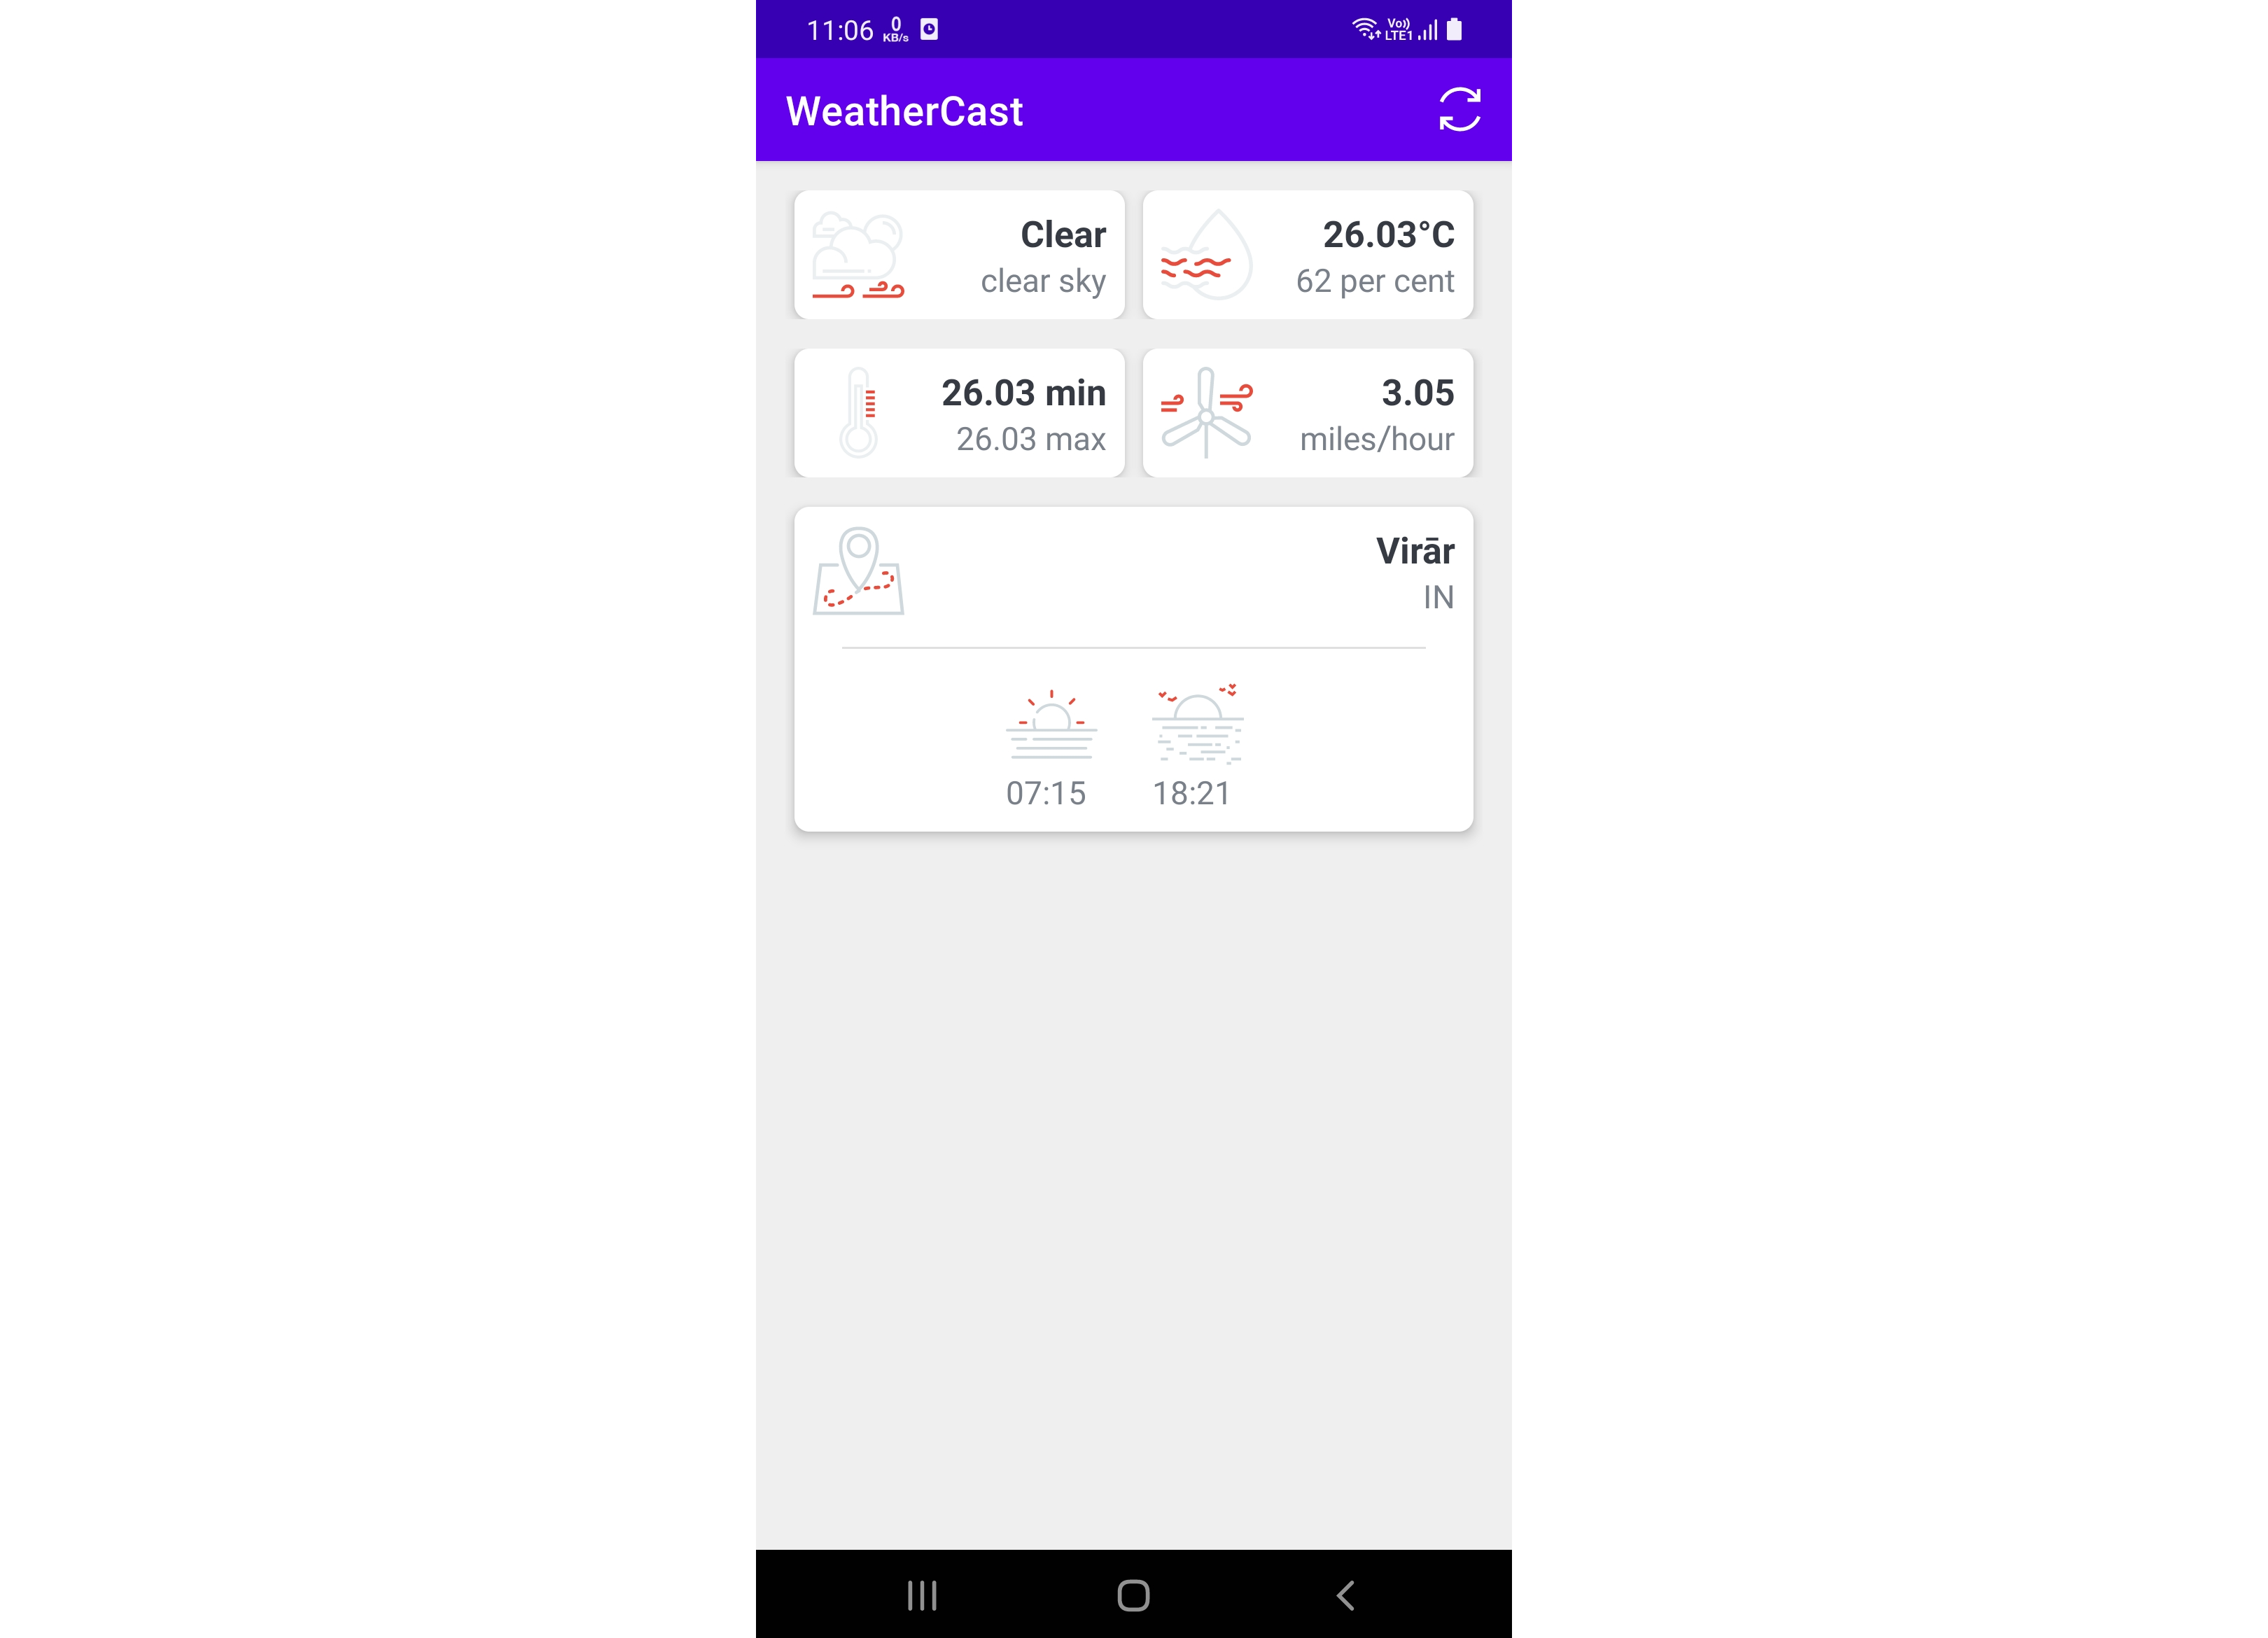 11:06 0 KB/s Vo)) LTE1
WeatherCast
Clear
clear sky
26.03°C
62 per cent
26.03 min
26.03 max
3.05
miles/hour
Virār
IN
07:15 18:21